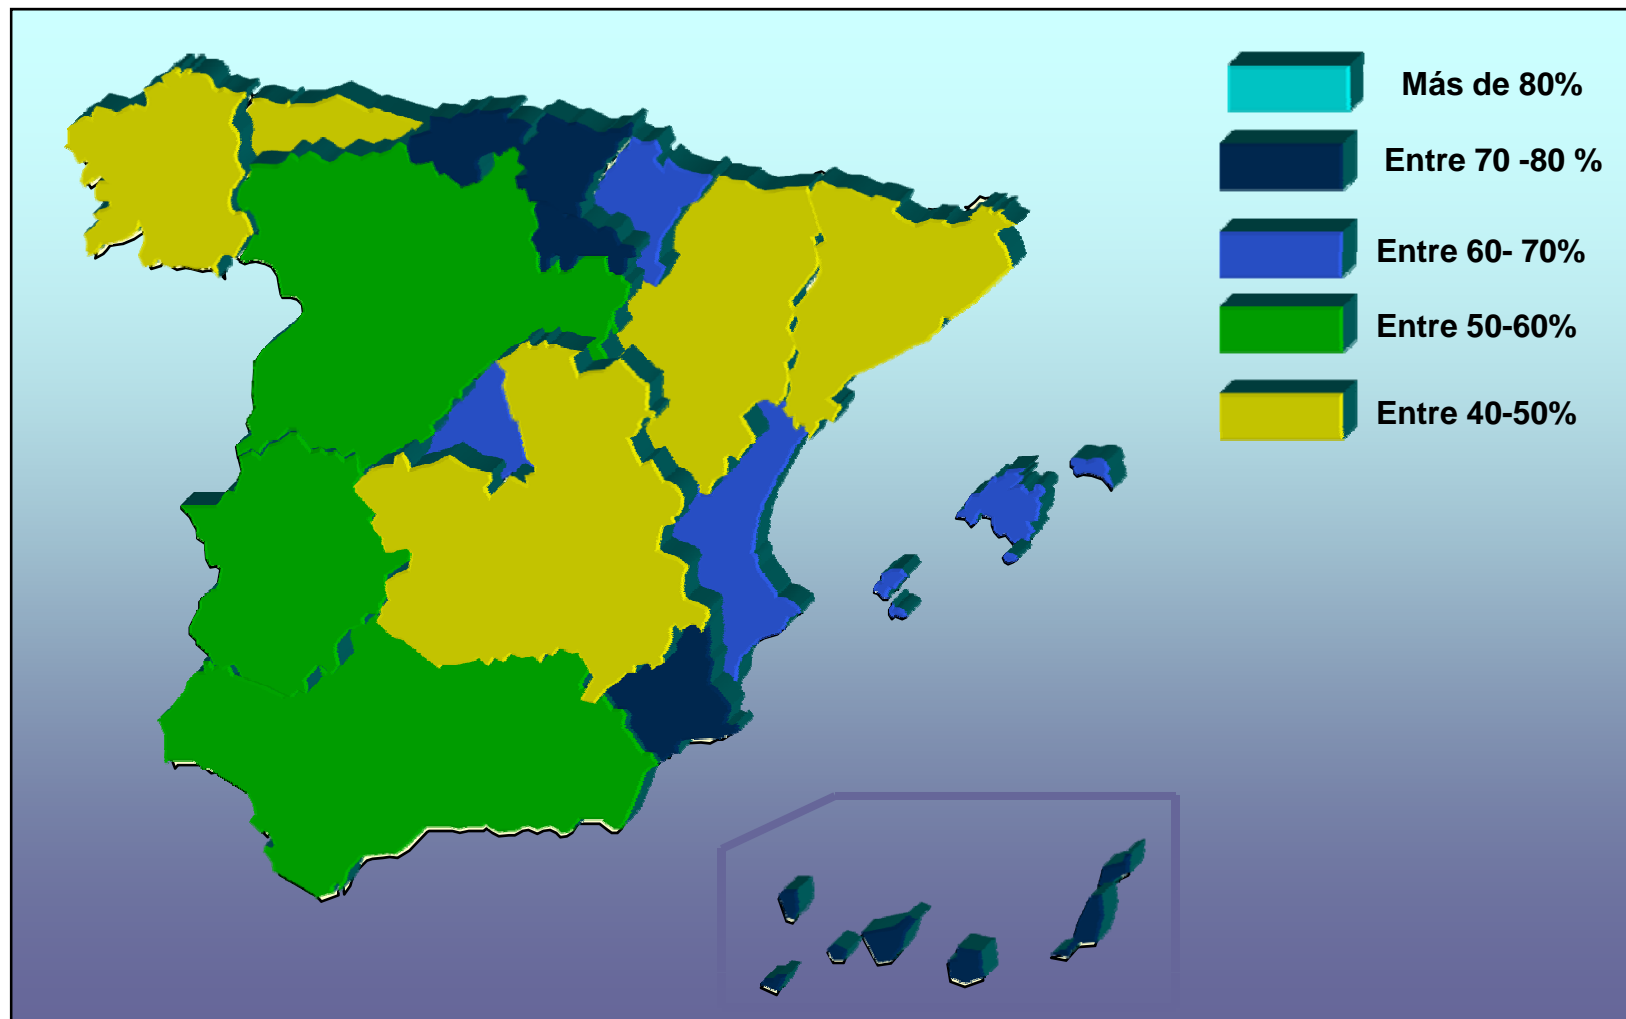 Más de 80%
Entre 70 -80 %
Entre 60- 70%
Entre 50-60%
Entre 40-50%